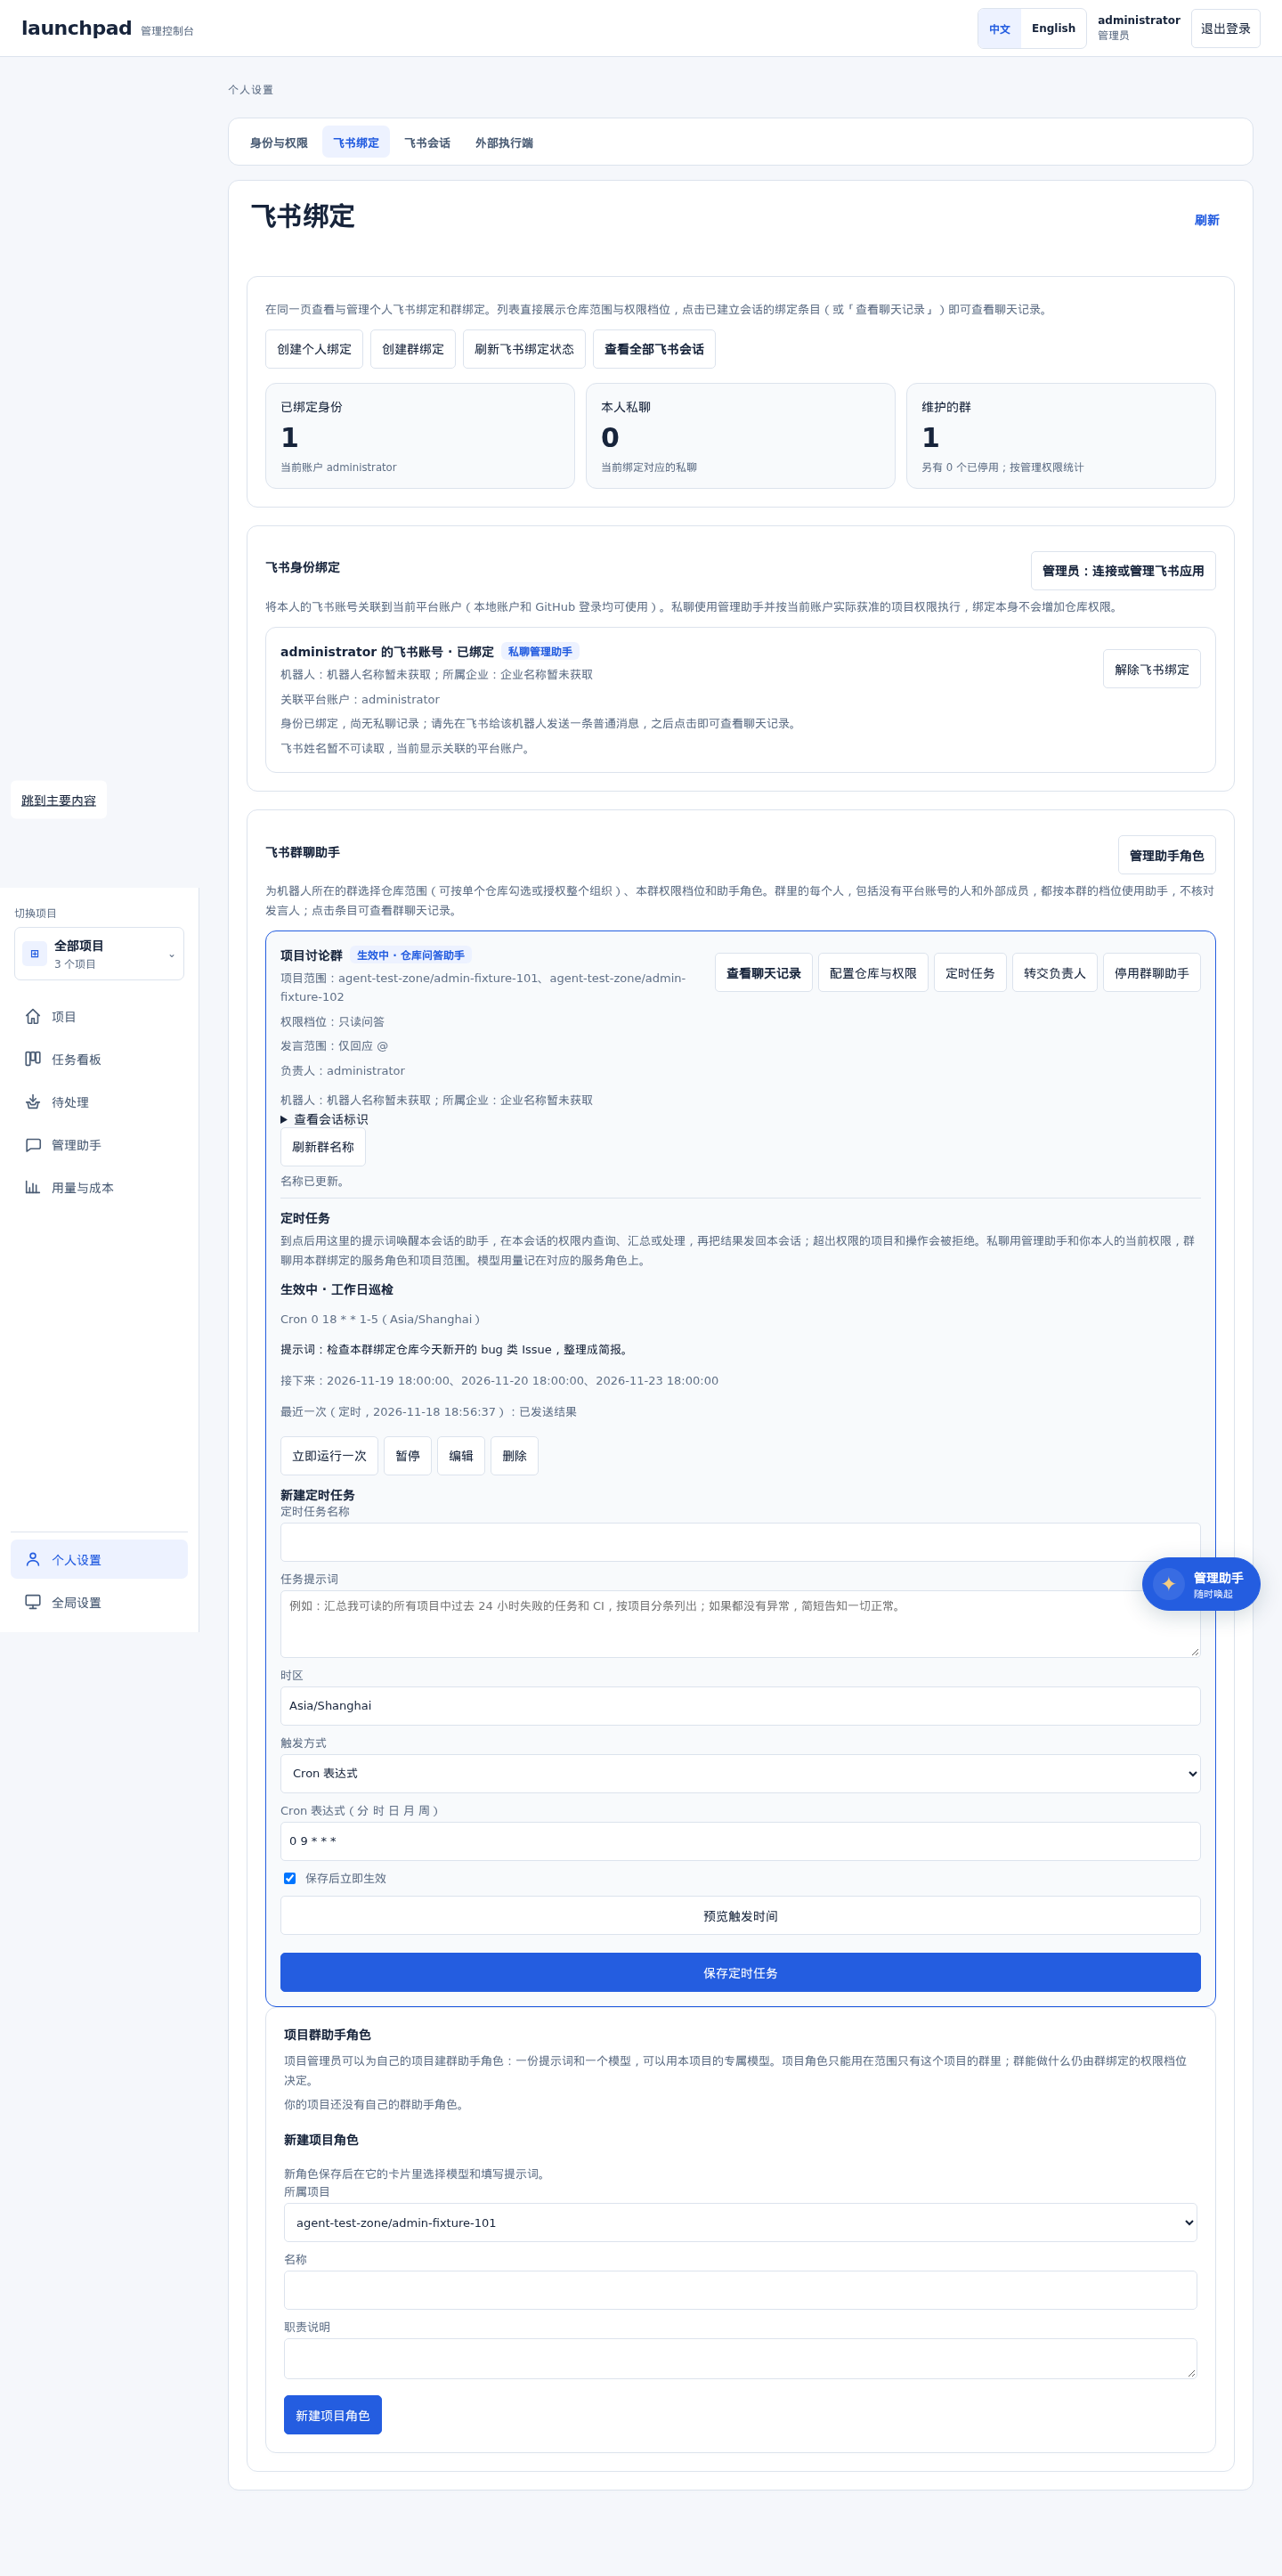 launchpad 管理控制台
中文 English
administrator
管理员
退出登录
个人设置
身份与权限 飞书绑定 飞书会话 外部执行端
飞书绑定
刷新
在同一页查看与管理个人飞书绑定和群绑定。列表直接展示仓库范围与权限档位，点击已建立会话的绑定条目（或「查看聊天记录」）即可查看聊天记录。
创建个人绑定 创建群绑定 刷新飞书绑定状态 查看全部飞书会话
已绑定身份
1
当前账户 administrator
本人私聊
0
当前绑定对应的私聊
维护的群
1
另有 0 个已停用；按管理权限统计
飞书身份绑定
管理员：连接或管理飞书应用
将本人的飞书账号关联到当前平台账户（本地账户和 GitHub 登录均可使用）。私聊使用管理助手并按当前账户实际获准的项目权限执行，绑定本身不会增加仓库权限。
administrator 的飞书账号 · 已绑定 私聊管理助手
机器人：机器人名称暂未获取；所属企业：企业名称暂未获取
关联平台账户：administrator
身份已绑定，尚无私聊记录；请先在飞书给该机器人发送一条普通消息，之后点击即可查看聊天记录。
飞书姓名暂不可读取，当前显示关联的平台账户。
解除飞书绑定
跳到主要内容
切换项目
全部项目
3 个项目
项目
任务看板
待处理
管理助手
用量与成本
个人设置
全局设置
飞书群聊助手
管理助手角色
为机器人所在的群选择仓库范围（可按单个仓库勾选或授权整个组织）、本群权限档位和助手角色。群里的每个人，包括没有平台账号的人和外部成员，都按本群的档位使用助手，不核对
发言人；点击条目可查看群聊天记录。
项目讨论群 生效中 · 仓库问答助手
项目范围：agent-test-zone/admin-fixture-101、agent-test-zone/admin-
fixture-102
权限档位：只读问答
发言范围：仅回应 @
负责人：administrator
查看聊天记录 配置仓库与权限 定时任务 转交负责人 停用群聊助手
机器人：机器人名称暂未获取；所属企业：企业名称暂未获取
▶ 查看会话标识
刷新群名称
名称已更新。
定时任务
到点后用这里的提示词唤醒本会话的助手，在本会话的权限内查询、汇总或处理，再把结果发回本会话；超出权限的项目和操作会被拒绝。私聊用管理助手和你本人的当前权限，群
聊用本群绑定的服务角色和项目范围。模型用量记在对应的服务角色上。
生效中 · 工作日巡检
Cron 0 18 * * 1-5（Asia/Shanghai）
提示词：检查本群绑定仓库今天新开的 bug 类 Issue，整理成简报。
接下来：2026-11-19 18:00:00、2026-11-20 18:00:00、2026-11-23 18:00:00
最近一次（定时，2026-11-18 18:56:37）：已发送结果
立即运行一次 暂停 编辑 删除
新建定时任务
定时任务名称
任务提示词
例如：汇总我可读的所有项目中过去 24 小时失败的任务和 CI，按项目分条列出；如果都没有异常，简短告知一切正常。
管理助手
随时唤起
时区
Asia/Shanghai
触发方式
Cron 表达式
Cron 表达式（分 时 日 月 周）
0 9 * * *
保存后立即生效
预览触发时间
保存定时任务
项目群助手角色
项目管理员可以为自己的项目建群助手角色：一份提示词和一个模型，可以用本项目的专属模型。项目角色只能用在范围只有这个项目的群里；群能做什么仍由群绑定的权限档位
决定。
你的项目还没有自己的群助手角色。
新建项目角色
新角色保存后在它的卡片里选择模型和填写提示词。
所属项目
agent-test-zone/admin-fixture-101
名称
职责说明
新建项目角色